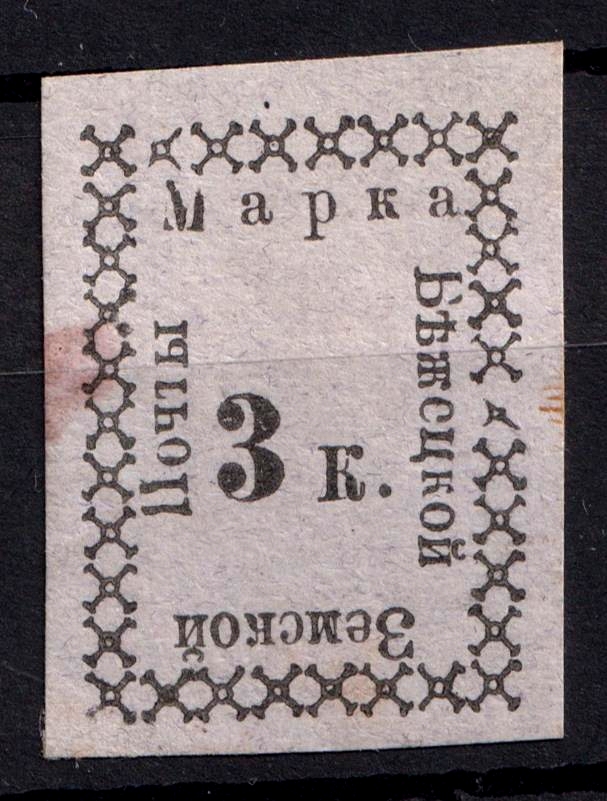 Марка
Бѣжецкой
Земской
Почты
3 к.